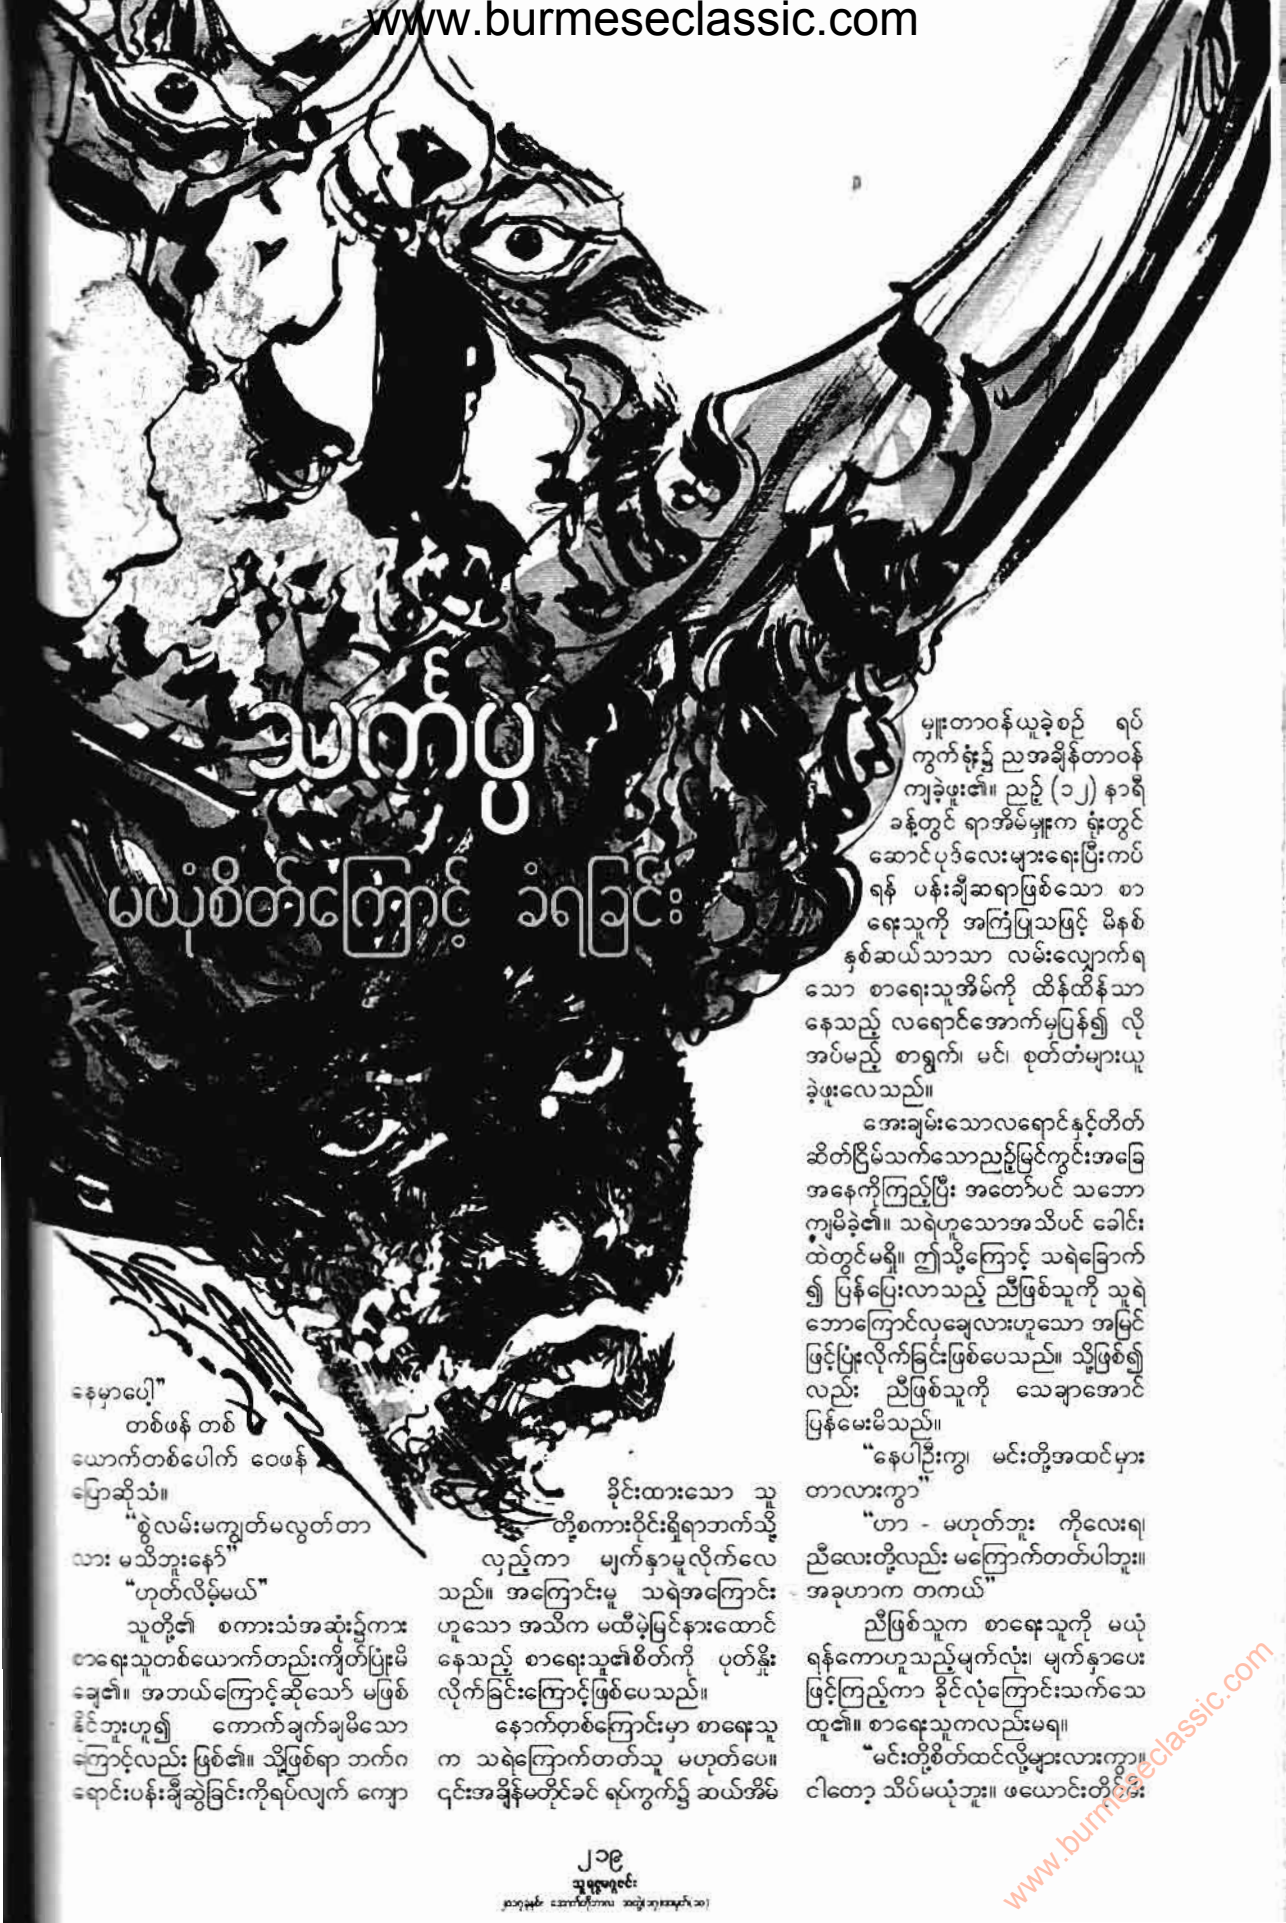 www.burmeseclassic.com
သင်္ကပ္ပ
မယုံစိတ်ကြောင့် ခံရခြင်း
နေမှာပေါ့”
တစ်ဖန် တစ်
ယောက်တစ်ပေါက် ဝေဖန်
ပြောဆိုသံ။
“စွဲလမ်းမကျွတ်မလွတ်တာ
လား မသိဘူးနော်”
“ဟုတ်လိမ့်မယ်”
သူတို့၏ စကားသံအဆုံး၌ကား
စာရေးသူတစ်ယောက်တည်းကျိတ်ပြုံးမိ
ချေ၏။ အဘယ်ကြောင့်ဆိုသော် မဖြစ်
နိုင်ဘူးဟူ၍ ကောက်ချက်ချမိသော
ကြောင့်လည်း ဖြစ်၏။ သို့ဖြစ်ရာ ဘက်ဂ
ရောင်းပန်းချီဆွဲခြင်းကိုရပ်လျက် ကျော
ခိုင်းထားသော သူ
တို့စကားဝိုင်းရှိရာဘက်သို့
လှည့်ကာ မျက်နှာမူလိုက်လေ
သည်။ အကြောင်းမူ သရဲအကြောင်း
ဟူသော အသိက မထီမဲ့မြင်နားထောင်
နေသည့် စာရေးသူ၏စိတ်ကို ပုတ်နှိုး
လိုက်ခြင်းကြောင့်ဖြစ်ပေသည်။
နောက်တစ်ကြောင်းမှာ စာရေးသူ
က သရဲကြောက်တတ်သူ မဟုတ်ပေ။
၎င်းအချိန်မတိုင်ခင် ရပ်ကွက်၌ ဆယ်အိမ်
မှူးတာဝန်ယူခဲ့စဉ် ရပ်
ကွက်ရုံး၌ ညအချိန်တာဝန်
ကျခဲ့ဖူး၏။ ညဉ့် (၁၂) နာရီ
ခန့်တွင် ရာအိမ်မှူးက ရုံးတွင်
ဆောင်ပုဒ်လေးများရေးပြီးကပ်
ရန် ပန်းချီဆရာဖြစ်သော စာ
ရေးသူကို အကြံပြုသဖြင့် မိနစ်
နှစ်ဆယ်သာသာ လမ်းလျှောက်ရ
သော စာရေးသူအိမ်ကို ထိန်ထိန်သာ
နေသည့် လရောင်အောက်မှပြန်၍ လို
အပ်မည့် စာရွက်၊ မင်၊ စုတ်တံများယူ
ခဲ့ဖူးလေသည်။
အေးချမ်းသောလရောင်နှင့်တိတ်
ဆိတ်ငြိမ်သက်သောညဉ့်မြင်ကွင်းအခြေ
အနေကိုကြည့်ပြီး အတော်ပင် သဘော
ကျမိခဲ့၏။ သရဲဟူသောအသိပင် ခေါင်း
ထဲတွင်မရှိ။ ဤသို့ကြောင့် သရဲခြောက်
၍ ပြန်ပြေးလာသည့် ညီဖြစ်သူကို သူရဲ
ဘောကြောင်လှချေလားဟူသော အမြင်
ဖြင့်ပြုံးလိုက်ခြင်းဖြစ်ပေသည်။ သို့ဖြစ်၍
လည်း ညီဖြစ်သူကို သေချာအောင်
ပြန်မေးမိသည်။
“နေပါဦးကွ၊ မင်းတို့အထင်မှား
တာလားကွာ”
“ဟာ - မဟုတ်ဘူး ကိုလေးရ၊
ညီလေးတို့လည်း မကြောက်တတ်ပါဘူး။
အခုဟာက တကယ်”
ညီဖြစ်သူက စာရေးသူကို မယုံ
ရန်ကောဟူသည့်မျက်လုံး၊ မျက်နှာပေး
ဖြင့်ကြည့်ကာ ခိုင်လုံကြောင်းသက်သေ
ထူ၏။ စာရေးသူကလည်းမရ။
“မင်းတို့စိတ်ထင်လို့များလားကွာ။
ငါတော့ သိပ်မယုံဘူး။ ဖယောင်းတိုင်မီး
၂၁၉
သူရဇ္ဇမဂ္ဂဇင်း
www.burmeseclassic.com